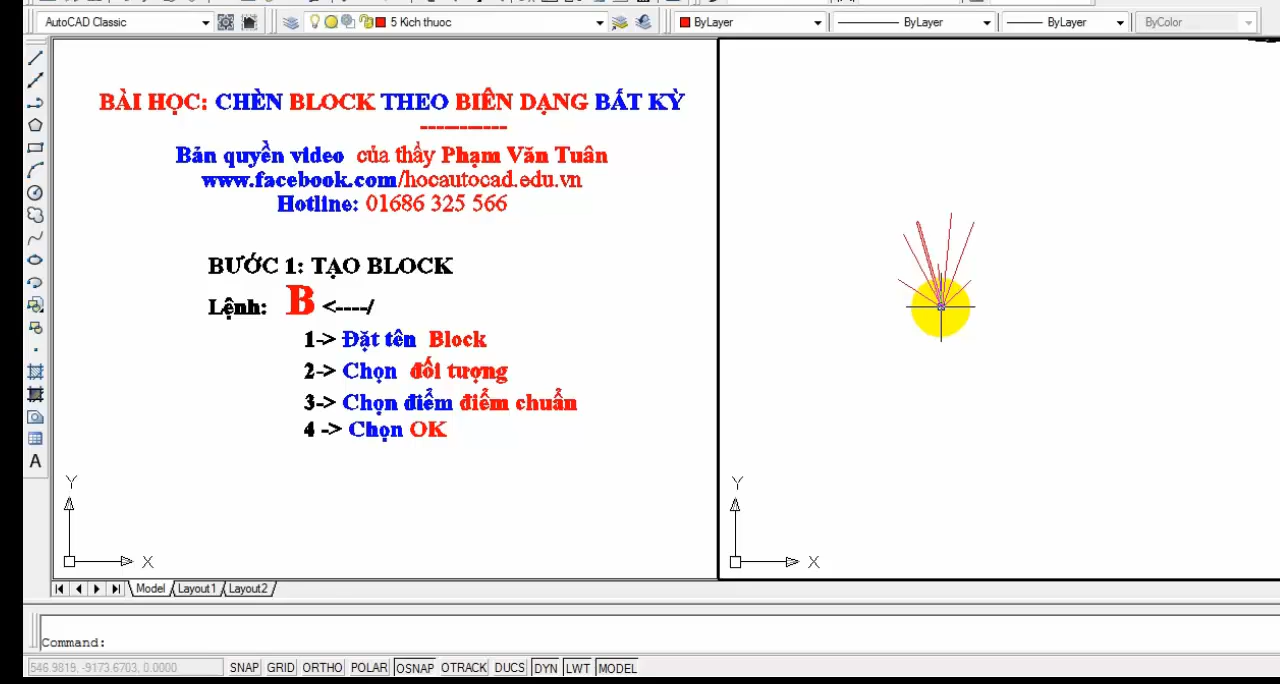 AutoCAD Classic
5 Kich thuoc
ByLayer
ByLayer
ByLayer
ByColor
BÀI HỌC: CHÈN BLOCK THEO BIÊN DẠNG BẤT KỲ
-----------
Bản quyền video của thầy Phạm Văn Tuân
www.facebook.com/hocautocad.edu.vn
Hotline: 01686 325 566
BƯỚC 1: TẠO BLOCK
Lệnh: B <----/
1-> Đặt tên Block
2-> Chọn đối tượng
3-> Chọn điểm điểm chuẩn
4 -> Chọn OK
A
Y
X
Y
X
Model Layout1 Layout2
Command:
546.9819, -9173.6703, 0.0000 SNAP GRID ORTHO POLAR OSNAP OTRACK DUCS DYN LWT MODEL